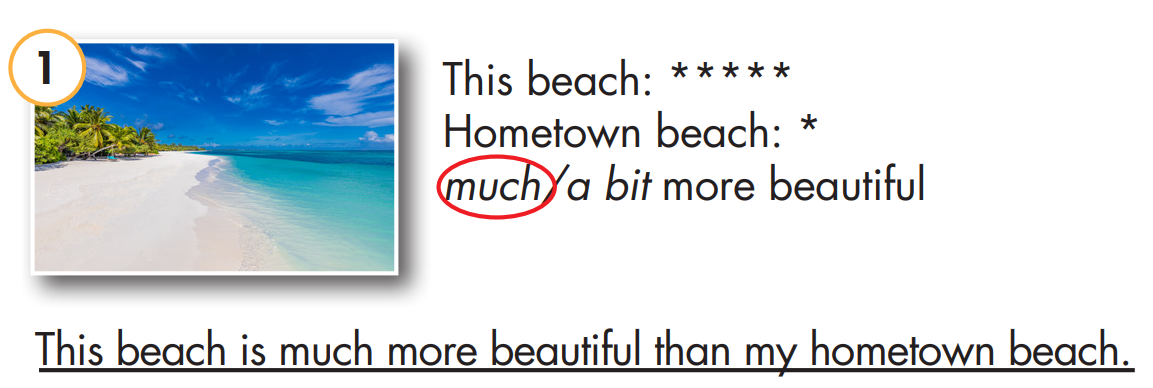 1
This beach: *****
Hometown beach: *
much/a bit more beautiful
This beach is much more beautiful than my hometown beach.